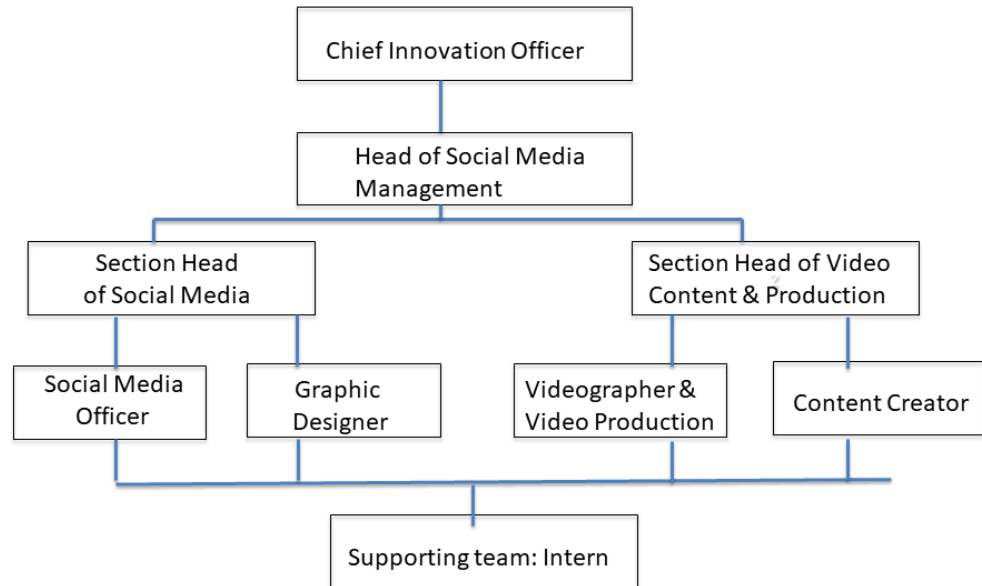 Chief Innovation Officer
Head of Social Media
Management
Section Head
of Social Media
Section Head of Video
Content & Production
Social Media
Officer
Graphic
Designer
Videographer &
Video Production
Content Creator
Supporting team: Intern